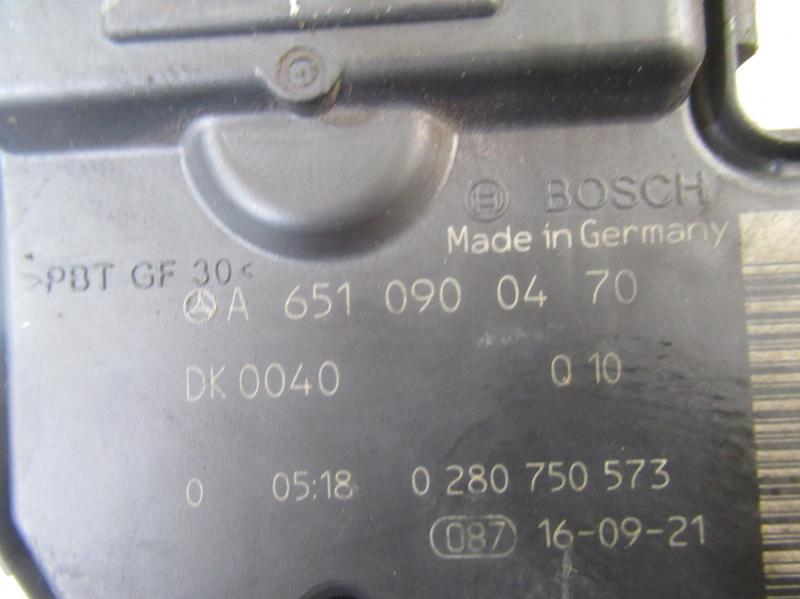 BOSCH
Made in Germany
>PBT GF 30<
A 651 090 04 70
DK 0040 Q 10
0 05:18 0 280 750 573
087 16-09-21